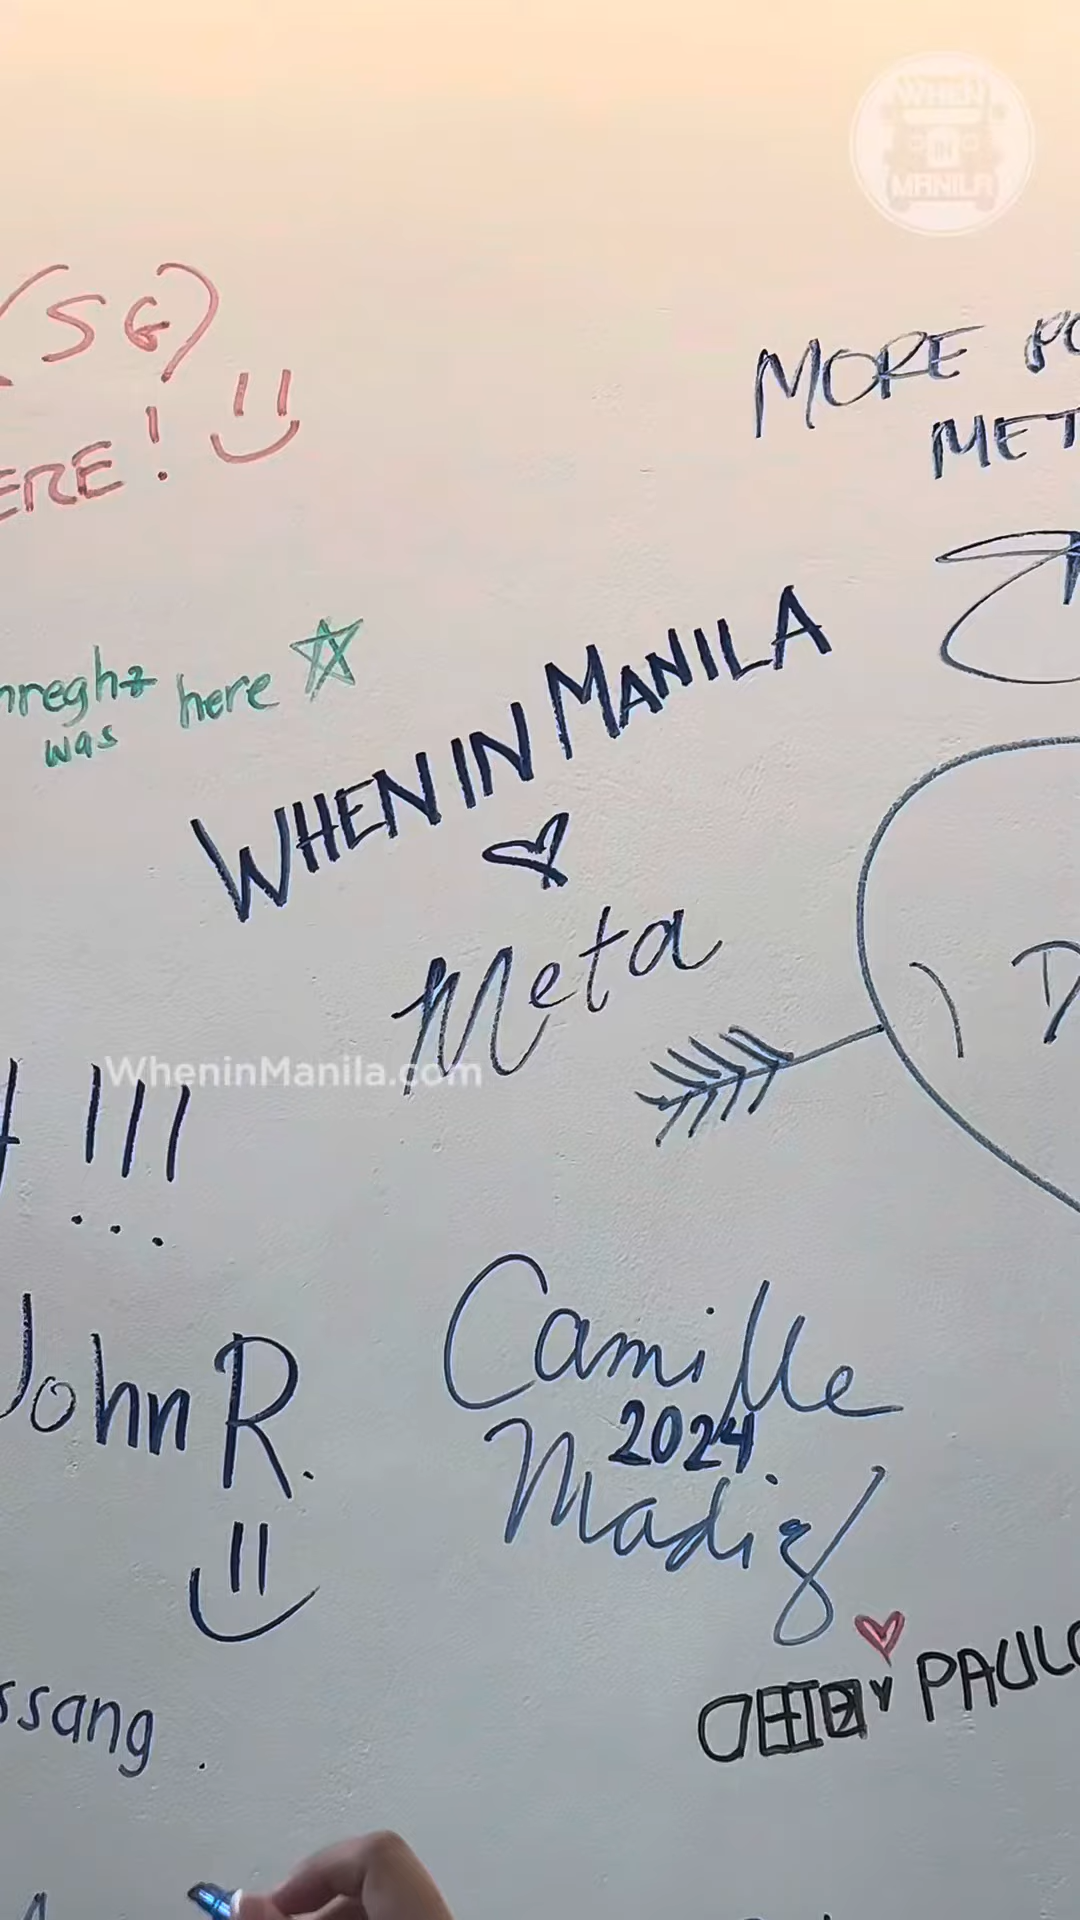 WHEN
IN
MANILA
(SG)
ERE!
MORE
MET
was here
WHEN IN MANILA
Meta
WheninManila.com
!!!
John R.
Camille
2024
ssang.
PAUL